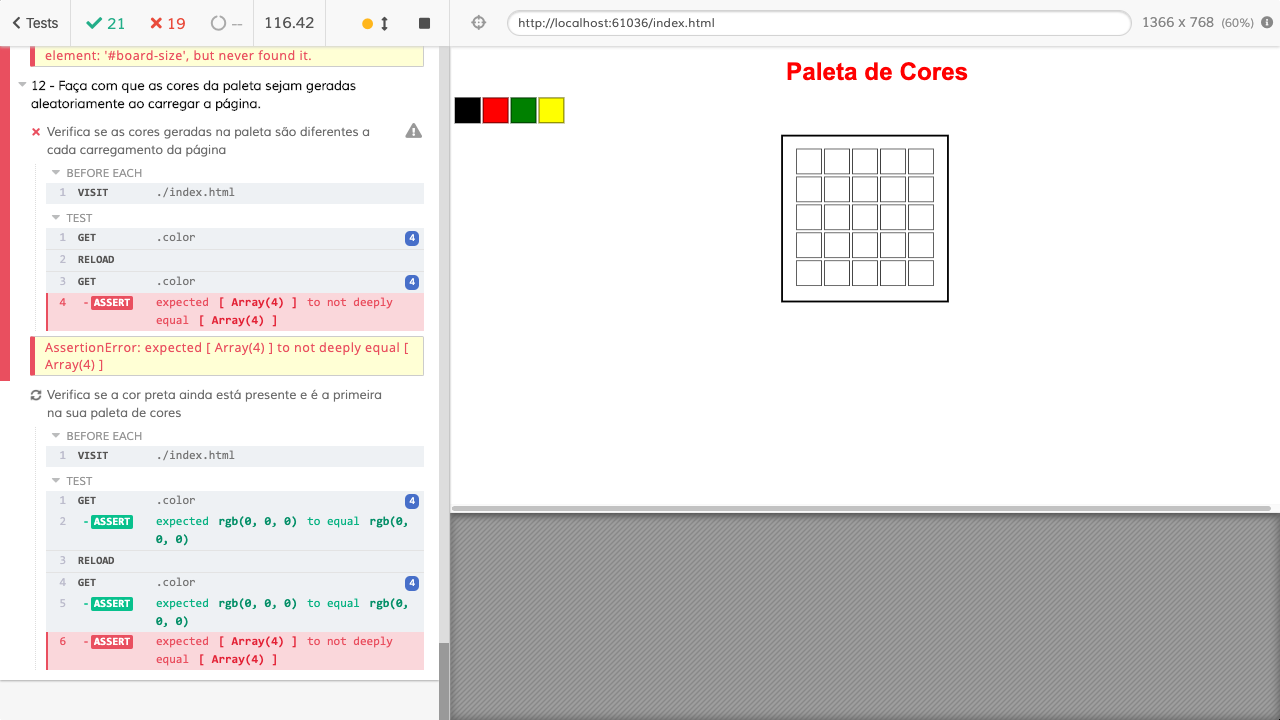 Tests
21
19
--
116.42
http://localhost:61036/index.html
1366 x 768 (60%)
element: '#board-size', but never found it.
12 - Faça com que as cores da paleta sejam geradas
aleatoriamente ao carregar a página.
Verifica se as cores geradas na paleta são diferentes a
cada carregamento da página
BEFORE EACH
1 VISIT ./index.html
TEST
1 GET .color 4
2 RELOAD
3 GET .color 4
4 - ASSERT expected [ Array(4) ] to not deeply
equal [ Array(4) ]
AssertionError: expected [ Array(4) ] to not deeply equal [
Array(4) ]
Verifica se a cor preta ainda está presente e é a primeira
na sua paleta de cores
BEFORE EACH
1 VISIT ./index.html
TEST
1 GET .color 4
2 - ASSERT expected rgb(0, 0, 0) to equal rgb(0,
0, 0)
3 RELOAD
4 GET .color 4
5 - ASSERT expected rgb(0, 0, 0) to equal rgb(0,
0, 0)
6 - ASSERT expected [ Array(4) ] to not deeply
equal [ Array(4) ]
Paleta de Cores